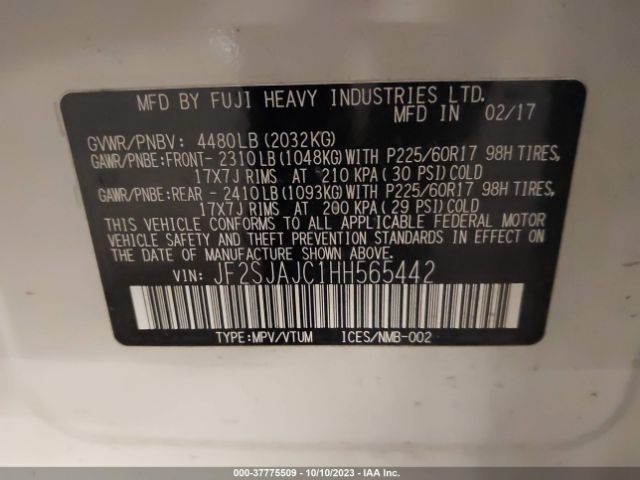 MFD BY FUJI HEAVY INDUSTRIES LTD.
MFD IN 02/17
GVWR/PNBV: 4480LB (2032KG)
GAWR/PNBE:FRONT- 2310LB (1048KG)WITH P225/60R17 98H TIRES,
17X7J RIMS AT 210 KPA (30 PSI)COLD
GAWR/PNBE:REAR - 2410LB (1093KG)WITH P225/60R17 98H TIRES,
17X7J RIMS AT 200 KPA (29 PSI)COLD
THIS VEHICLE CONFORMS TO ALL APPLICABLE FEDERAL MOTOR
VEHICLE SAFETY AND THEFT PREVENTION STANDARDS IN EFFECT ON
THE DATE OF MANUFACTURE SHOWN ABOVE.
VIN: JF2SJAJC1HH565442
TYPE:MPV/VTUM ICES/NMB-002
000-37775509 - 10/10/2023 - IAA Inc.